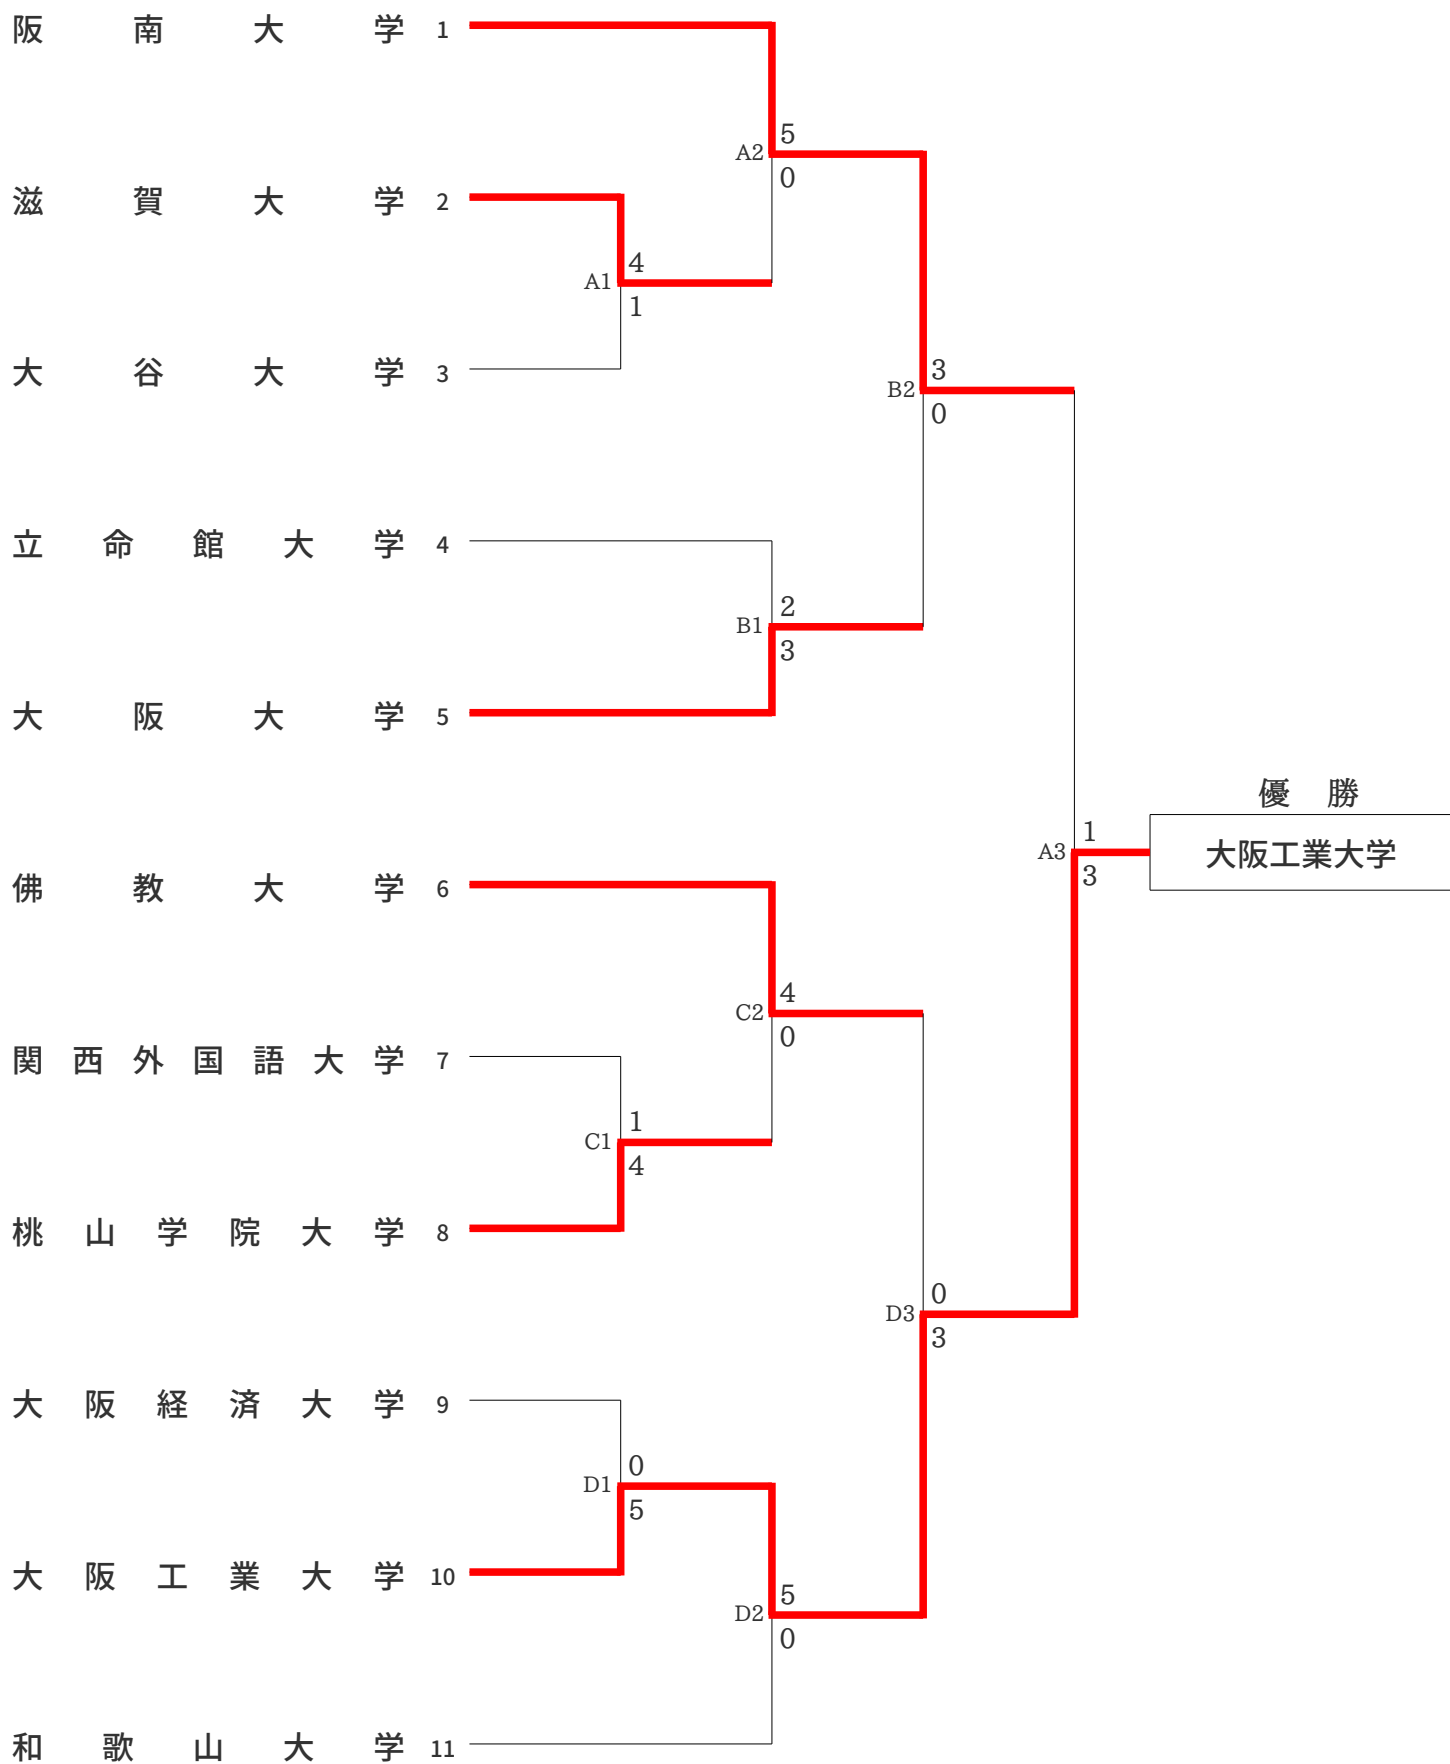 阪南大学 1
5
A2
0
滋賀大学 2
4
A1
1
大谷大学 3
3
B2
0
立命館大学 4
2
B1
3
大阪大学 5
優勝
大阪工業大学
1
A3
3
佛教大学 6
4
C2
0
関西外国語大学 7
1
C1
4
桃山学院大学 8
0
D3
3
大阪経済大学 9
0
D1
5
大阪工業大学 10
5
D2
0
和歌山大学 11